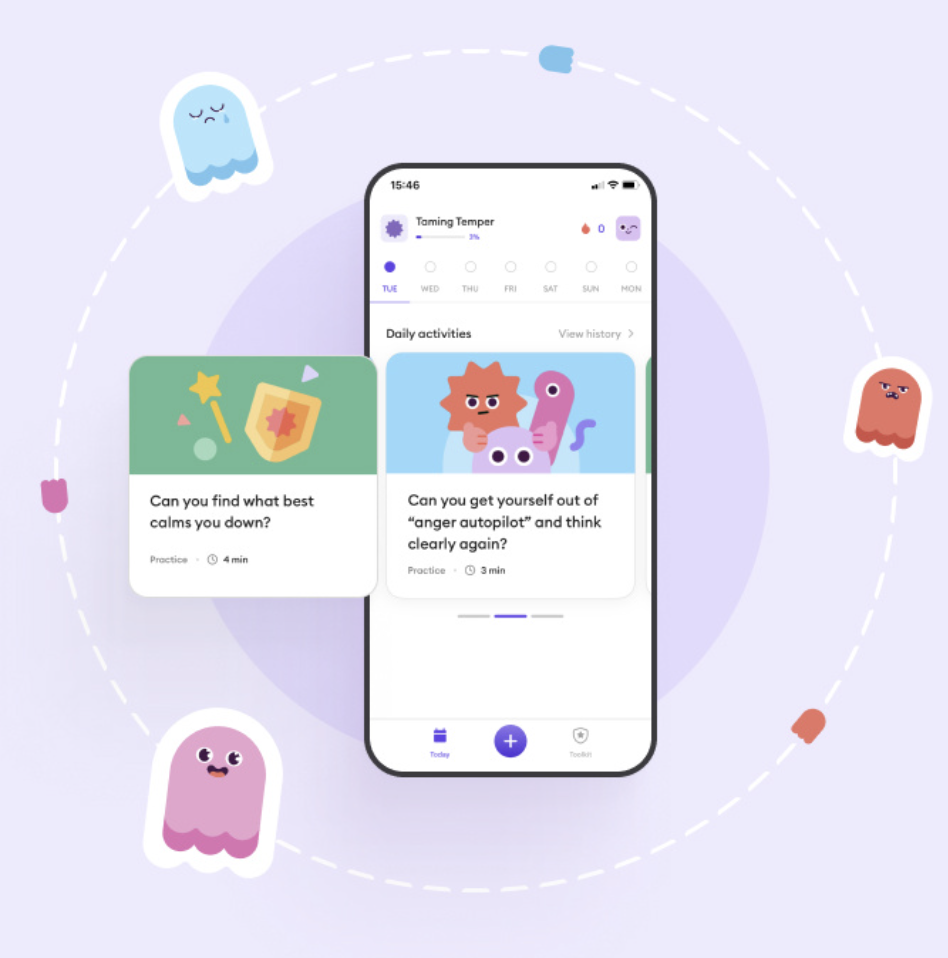 15:46
Taming Temper
3%
0
TUE WED THU FRI SAT SUN MON
Daily activities View history
Can you find what best
calms you down?
Practice • 4 min
Can you get yourself out of
“anger autopilot” and think
clearly again?
Practice • 3 min
Today
Toolkit